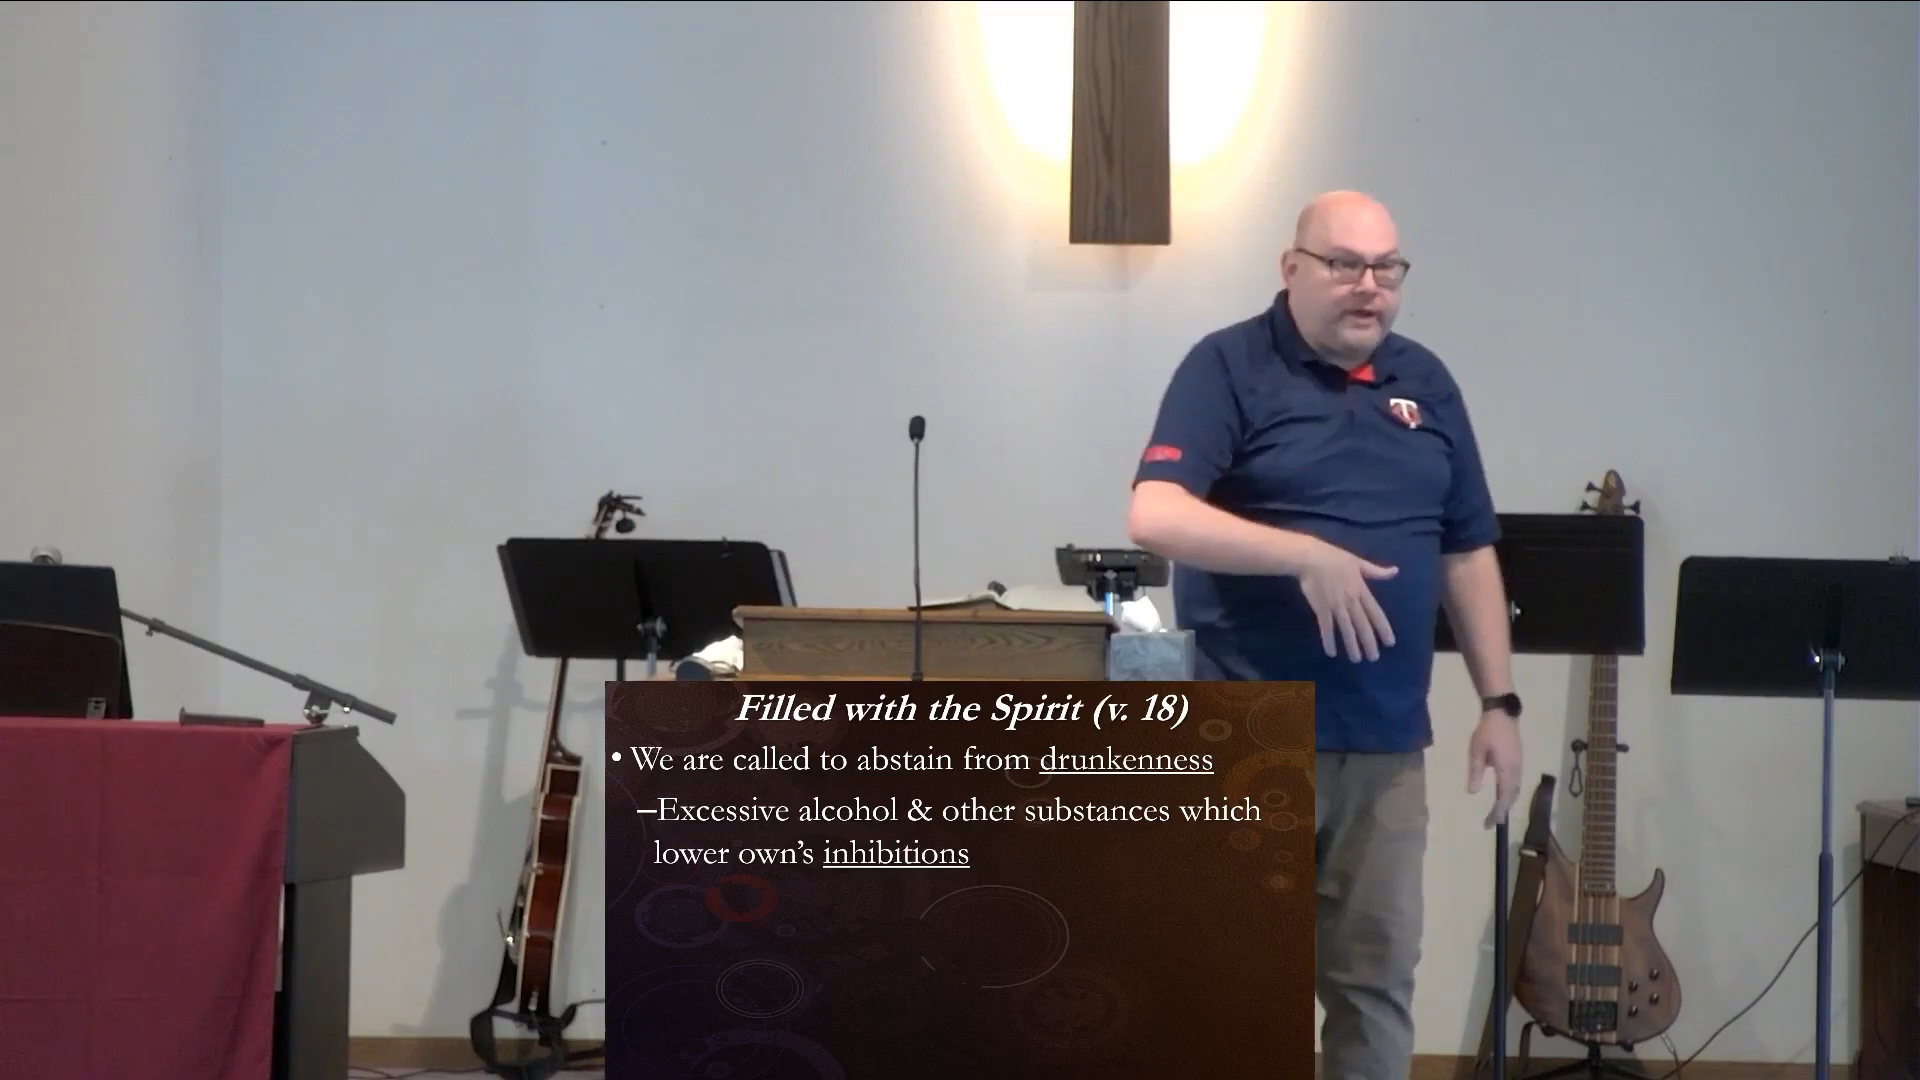 Filled with the Spirit (v. 18)
• We are called to abstain from drunkenness
–Excessive alcohol & other substances which
lower own’s inhibitions